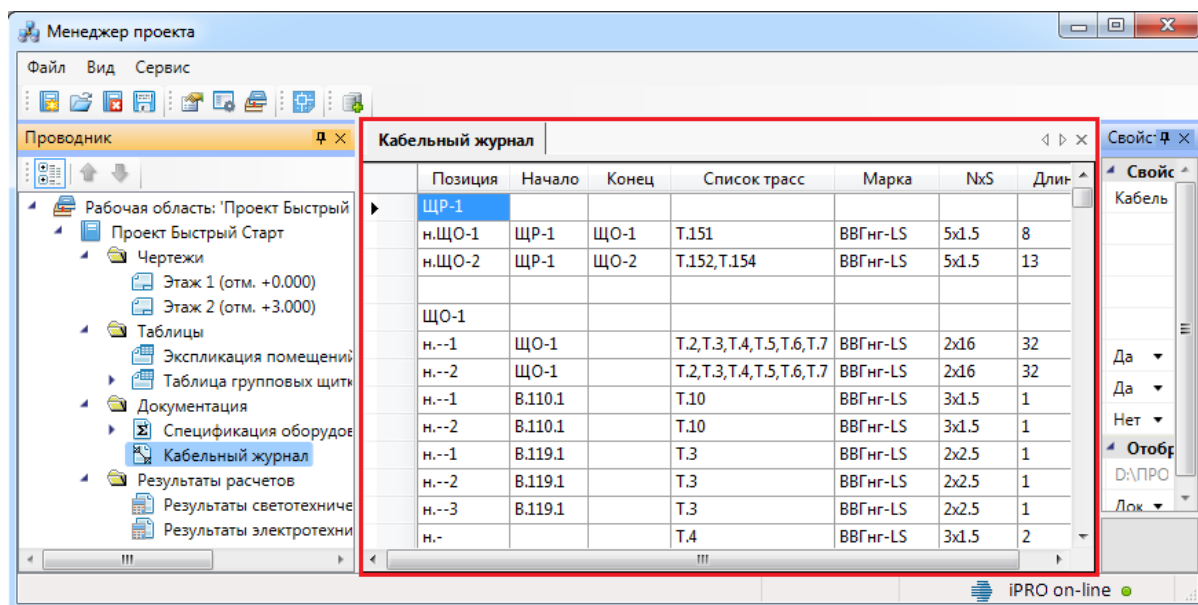 Менеджер проекта
Файл Вид Сервис
Проводник
Рабочая область: 'Проект Быстрый
Проект Быстрый Старт
Чертежи
Этаж 1 (отм. +0.000)
Этаж 2 (отм. +3.000)
Таблицы
Экспликация помещений
Таблица групповых щитк
Документация
Спецификация оборудов
Кабельный журнал
Результаты расчетов
Результаты светотехниче
Результаты электротехни
Кабельный журнал
Позиция Начало Конец Список трасс Марка NxS Длин
ЩР-1
н.ЩО-1 ЩР-1 ЩО-1 Т.151 ВВГнг-LS 5x1.5 8
н.ЩО-2 ЩР-1 ЩО-2 Т.152,Т.154 ВВГнг-LS 5x1.5 13
ЩО-1
н.--1 ЩО-1 Т.2,Т.3,Т.4,Т.5,Т.6,Т.7 ВВГнг-LS 2x16 32
н.--2 ЩО-1 Т.2,Т.3,Т.4,Т.5,Т.6,Т.7 ВВГнг-LS 2x16 32
н.--1 В.110.1 Т.10 ВВГнг-LS 3x1.5 1
н.--2 В.110.1 Т.10 ВВГнг-LS 3x1.5 1
н.--1 В.119.1 Т.3 ВВГнг-LS 2x2.5 1
н.--2 В.119.1 Т.3 ВВГнг-LS 2x2.5 1
н.--3 В.119.1 Т.3 ВВГнг-LS 2x2.5 1
н.- Т.4 ВВГнг-LS 3x1.5 2
Свойст
Свойс
Кабель
Да
Да
Нет
Отобр
D:\ПРО
Док
iPRO on-line